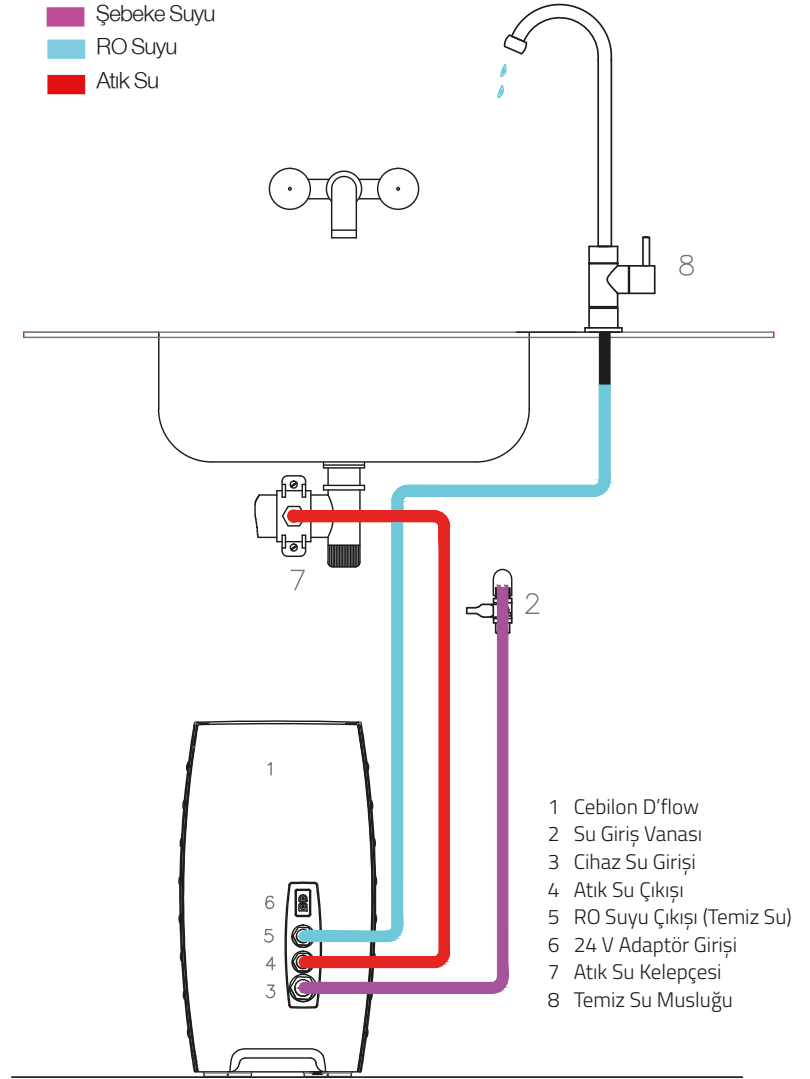 Şebeke Suyu
RO Suyu
Atık Su
8
7
2
1
6
5
4
3
1 Cebilon D'flow
2 Su Giriş Vanası
3 Cihaz Su Girişi
4 Atık Su Çıkışı
5 RO Suyu Çıkışı (Temiz Su)
6 24 V Adaptör Girişi
7 Atık Su Kelepçesi
8 Temiz Su Musluğu